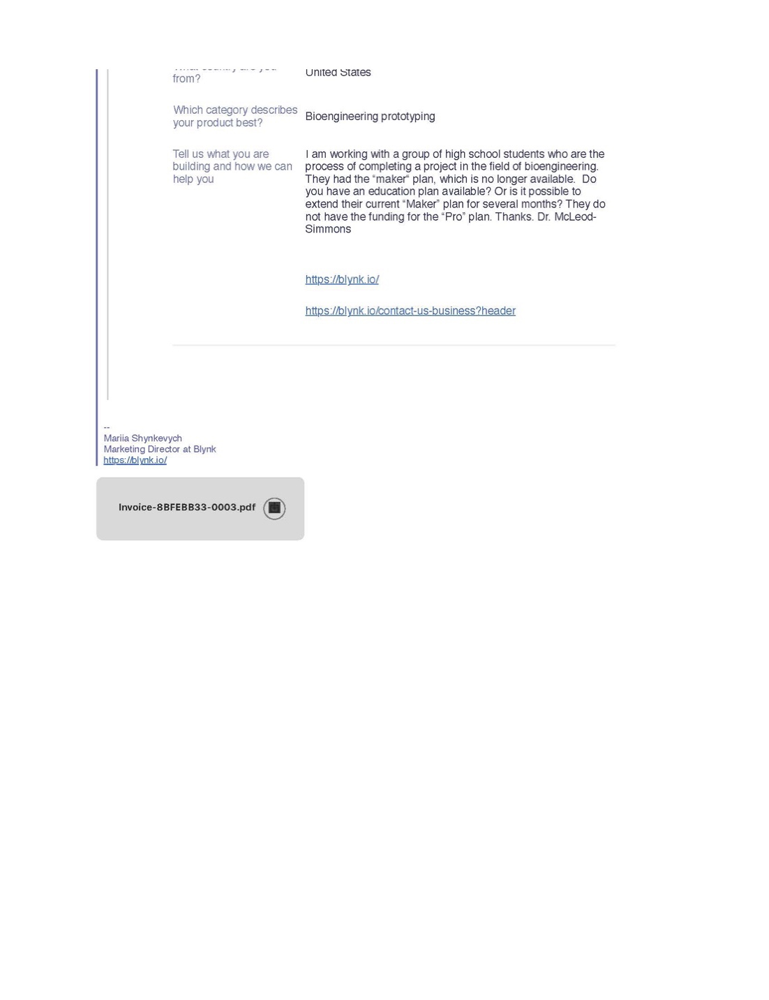 What country are you
from?
United States
Which category describes
your product best?
Bioengineering prototyping
Tell us what you are
building and how we can
help you
I am working with a group of high school students who are the
process of completing a project in the field of bioengineering.
They had the “maker“ plan, which is no longer available.  Do
you have an education plan available? Or is it possible to
extend their current “Maker” plan for several months? They do
not have the funding for the “Pro” plan. Thanks. Dr. McLeod-
Simmons
https://blynk.io/
https://blynk.io/contact-us-business?header
--
Mariia Shynkevych
Marketing Director at Blynk
https://blynk.io/
Invoice-8BFEBB33-0003.pdf